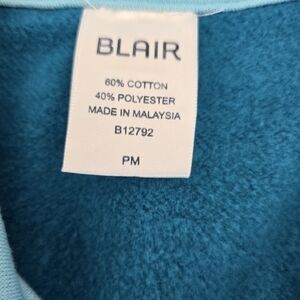 BLAIR
60% COTTON
40% POLYESTER
MADE IN MALAYSIA
B12792
PM